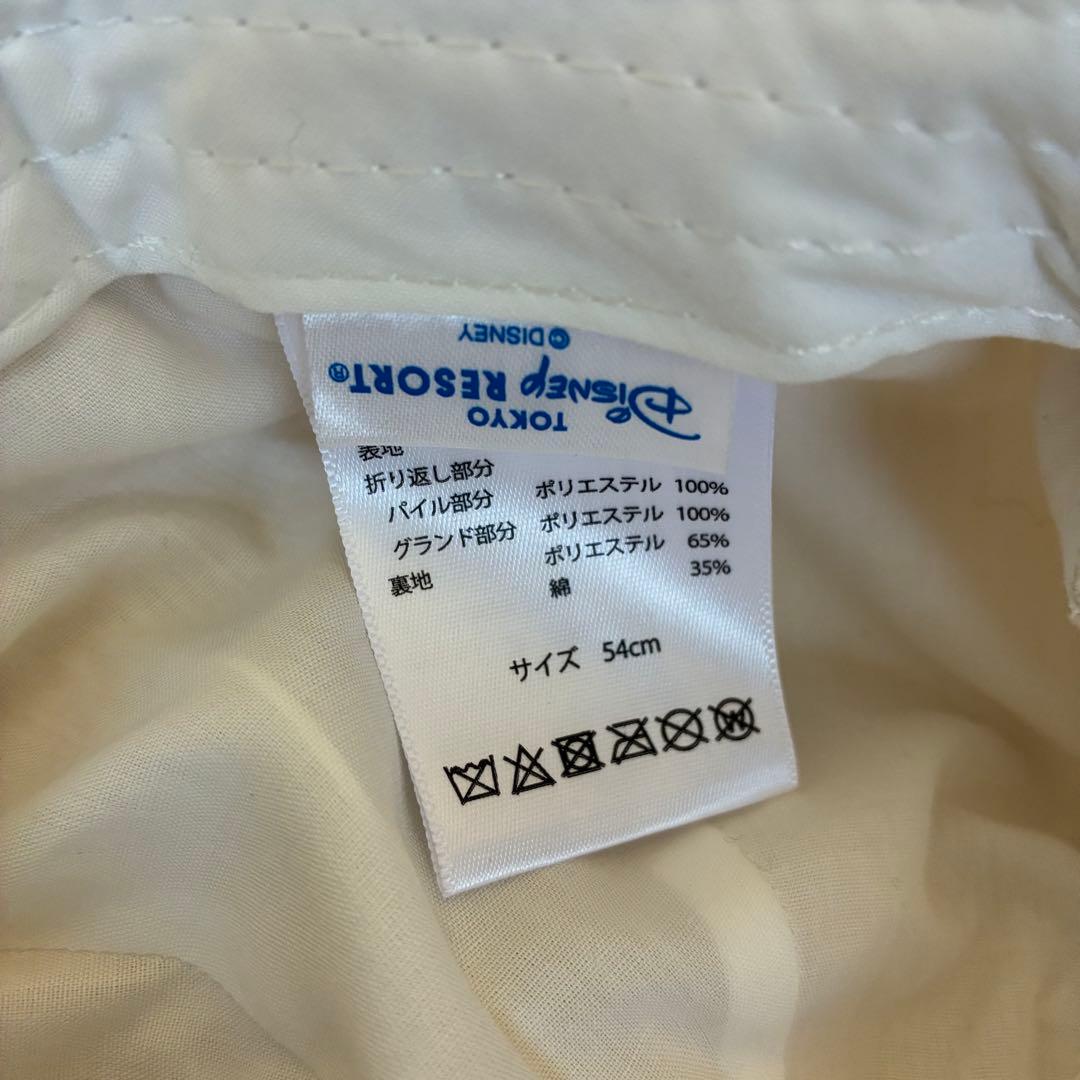 © DISNEY
TOKYO
DISNEY RESORT®
表地
折り返し部分
パイル部分 ポリエステル 100%
グランド部分 ポリエステル 100%
裏地 ポリエステル 65%
綿 35%
サイズ 54cm
W